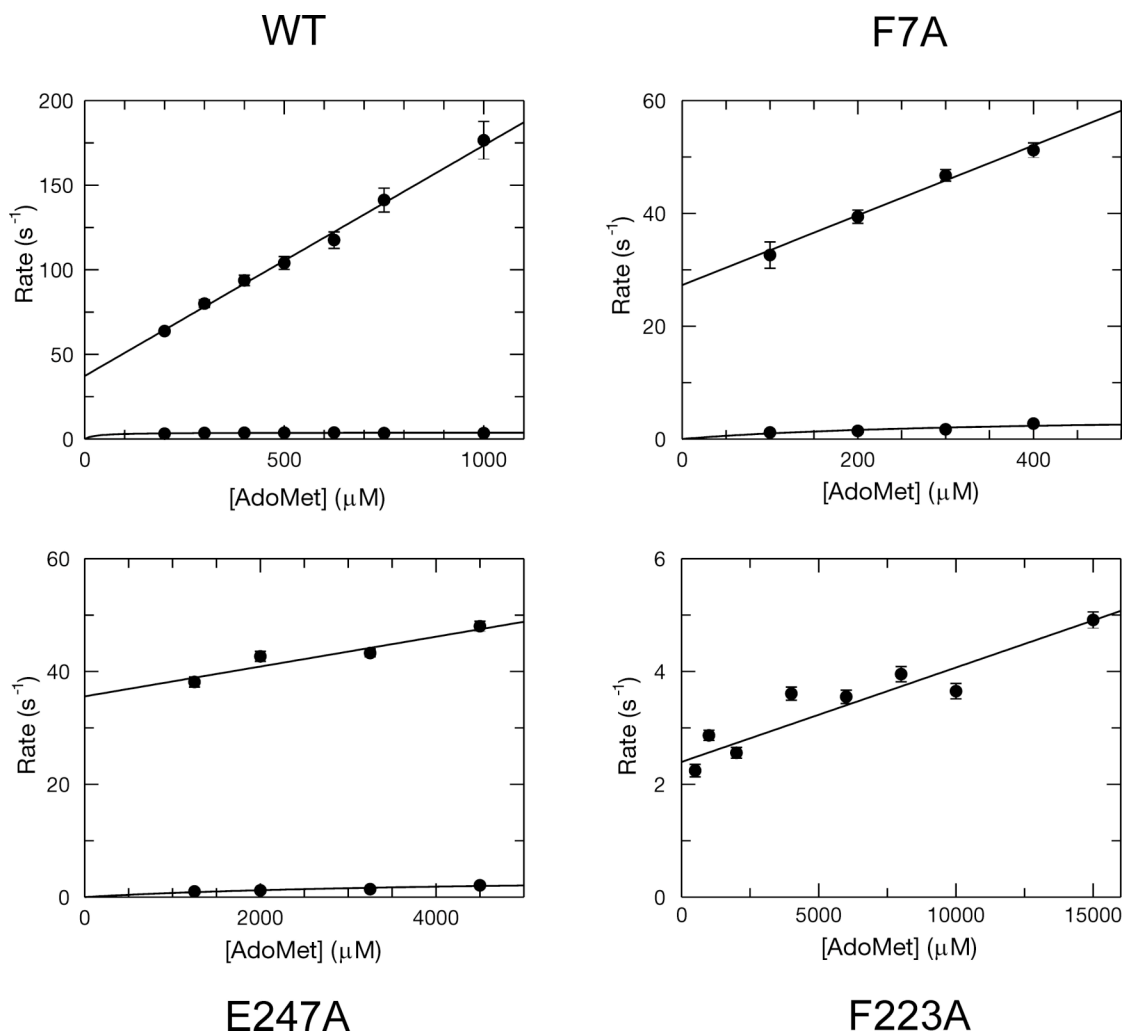 WT
F7A
200
150
100
50
0
Rate (s⁻¹)
0 500 1000
[AdoMet] (μM)
60
40
20
0
Rate (s⁻¹)
0 200 400
[AdoMet] (μM)
60
40
20
0
Rate (s⁻¹)
0 2000 4000
[AdoMet] (μM)
6
4
2
0
Rate (s⁻¹)
0 5000 10000 15000
[AdoMet] (μM)
E247A
F223A